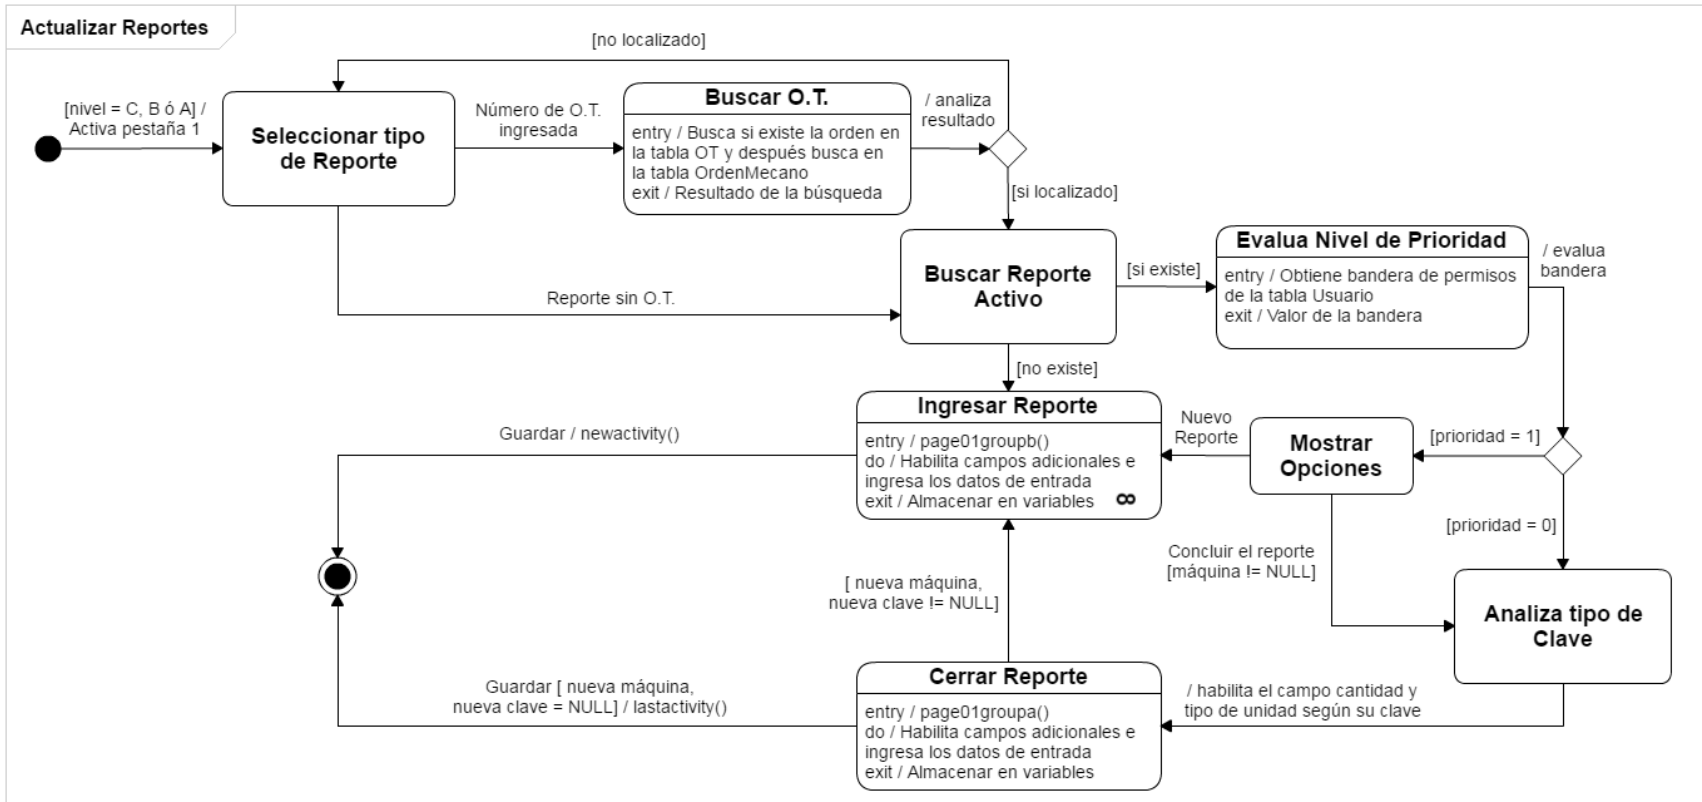 Actualizar Reportes
[no localizado]
[nivel = C, B ó A] /
Activa pestaña 1
Seleccionar tipo
de Reporte
Número de O.T.
ingresada
Buscar O.T.
entry / Busca si existe la orden en
la tabla OT y después busca en
la tabla OrdenMecano
exit / Resultado de la búsqueda
/ analiza
resultado
[si localizado]
Reporte sin O.T.
Buscar Reporte
Activo
[si existe]
Evalua Nivel de Prioridad
entry / Obtiene bandera de permisos
de la tabla Usuario
exit / Valor de la bandera
/ evalua
bandera
[no existe]
Guardar / newactivity()
Ingresar Reporte
entry / page01groupb()
do / Habilita campos adicionales e
ingresa los datos de entrada
exit / Almacenar en variables
Nuevo
Reporte
Mostrar
Opciones
[prioridad = 1]
[prioridad = 0]
Concluir el reporte
[máquina != NULL]
[ nueva máquina,
nueva clave != NULL]
Analiza tipo de
Clave
Guardar [ nueva máquina,
nueva clave = NULL] / lastactivity()
Cerrar Reporte
entry / page01groupa()
do / Habilita campos adicionales e
ingresa los datos de entrada
exit / Almacenar en variables
/ habilita el campo cantidad y
tipo de unidad según su clave